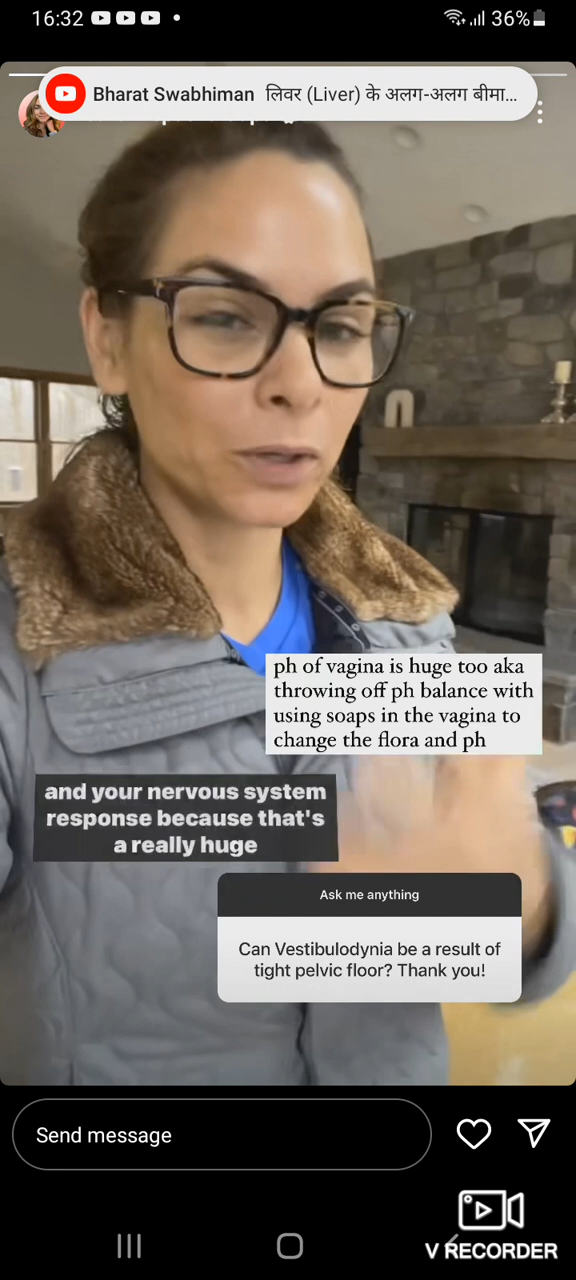 16:32
36%
Bharat Swabhiman लिवर (Liver) के अलग-अलग बीमा...
ph of vagina is huge too aka
throwing off ph balance with
using soaps in the vagina to
change the flora and ph
and your nervous system
response because that's
a really huge
Ask me anything
Can Vestibulodynia be a result of
tight pelvic floor? Thank you!
Send message
V RECORDER